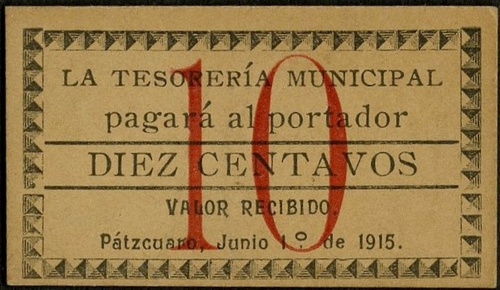 LA TESORERÍA MUNICIPAL
pagará al portador
DIEZ CENTAVOS
10
VALOR RECIBIDO.
Pátzcuaro, Junio 1º de 1915.